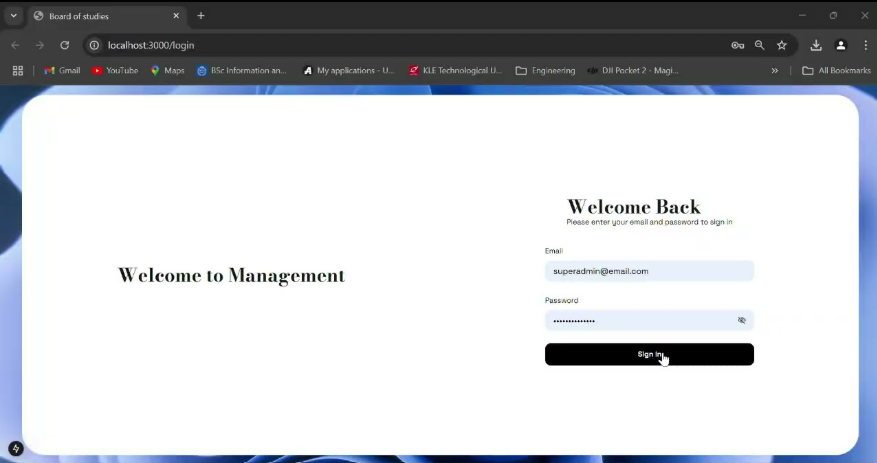 Board of studies
localhost:3000/login
Gmail
YouTube
Maps
BSc Information an...
My applications - U...
KLE Technological U...
Engineering
DJI Pocket 2 - Magi...
All Bookmarks
Welcome to Management
Welcome Back
Please enter your email and password to sign in
Email
superadmin@email.com
Password
Sign In